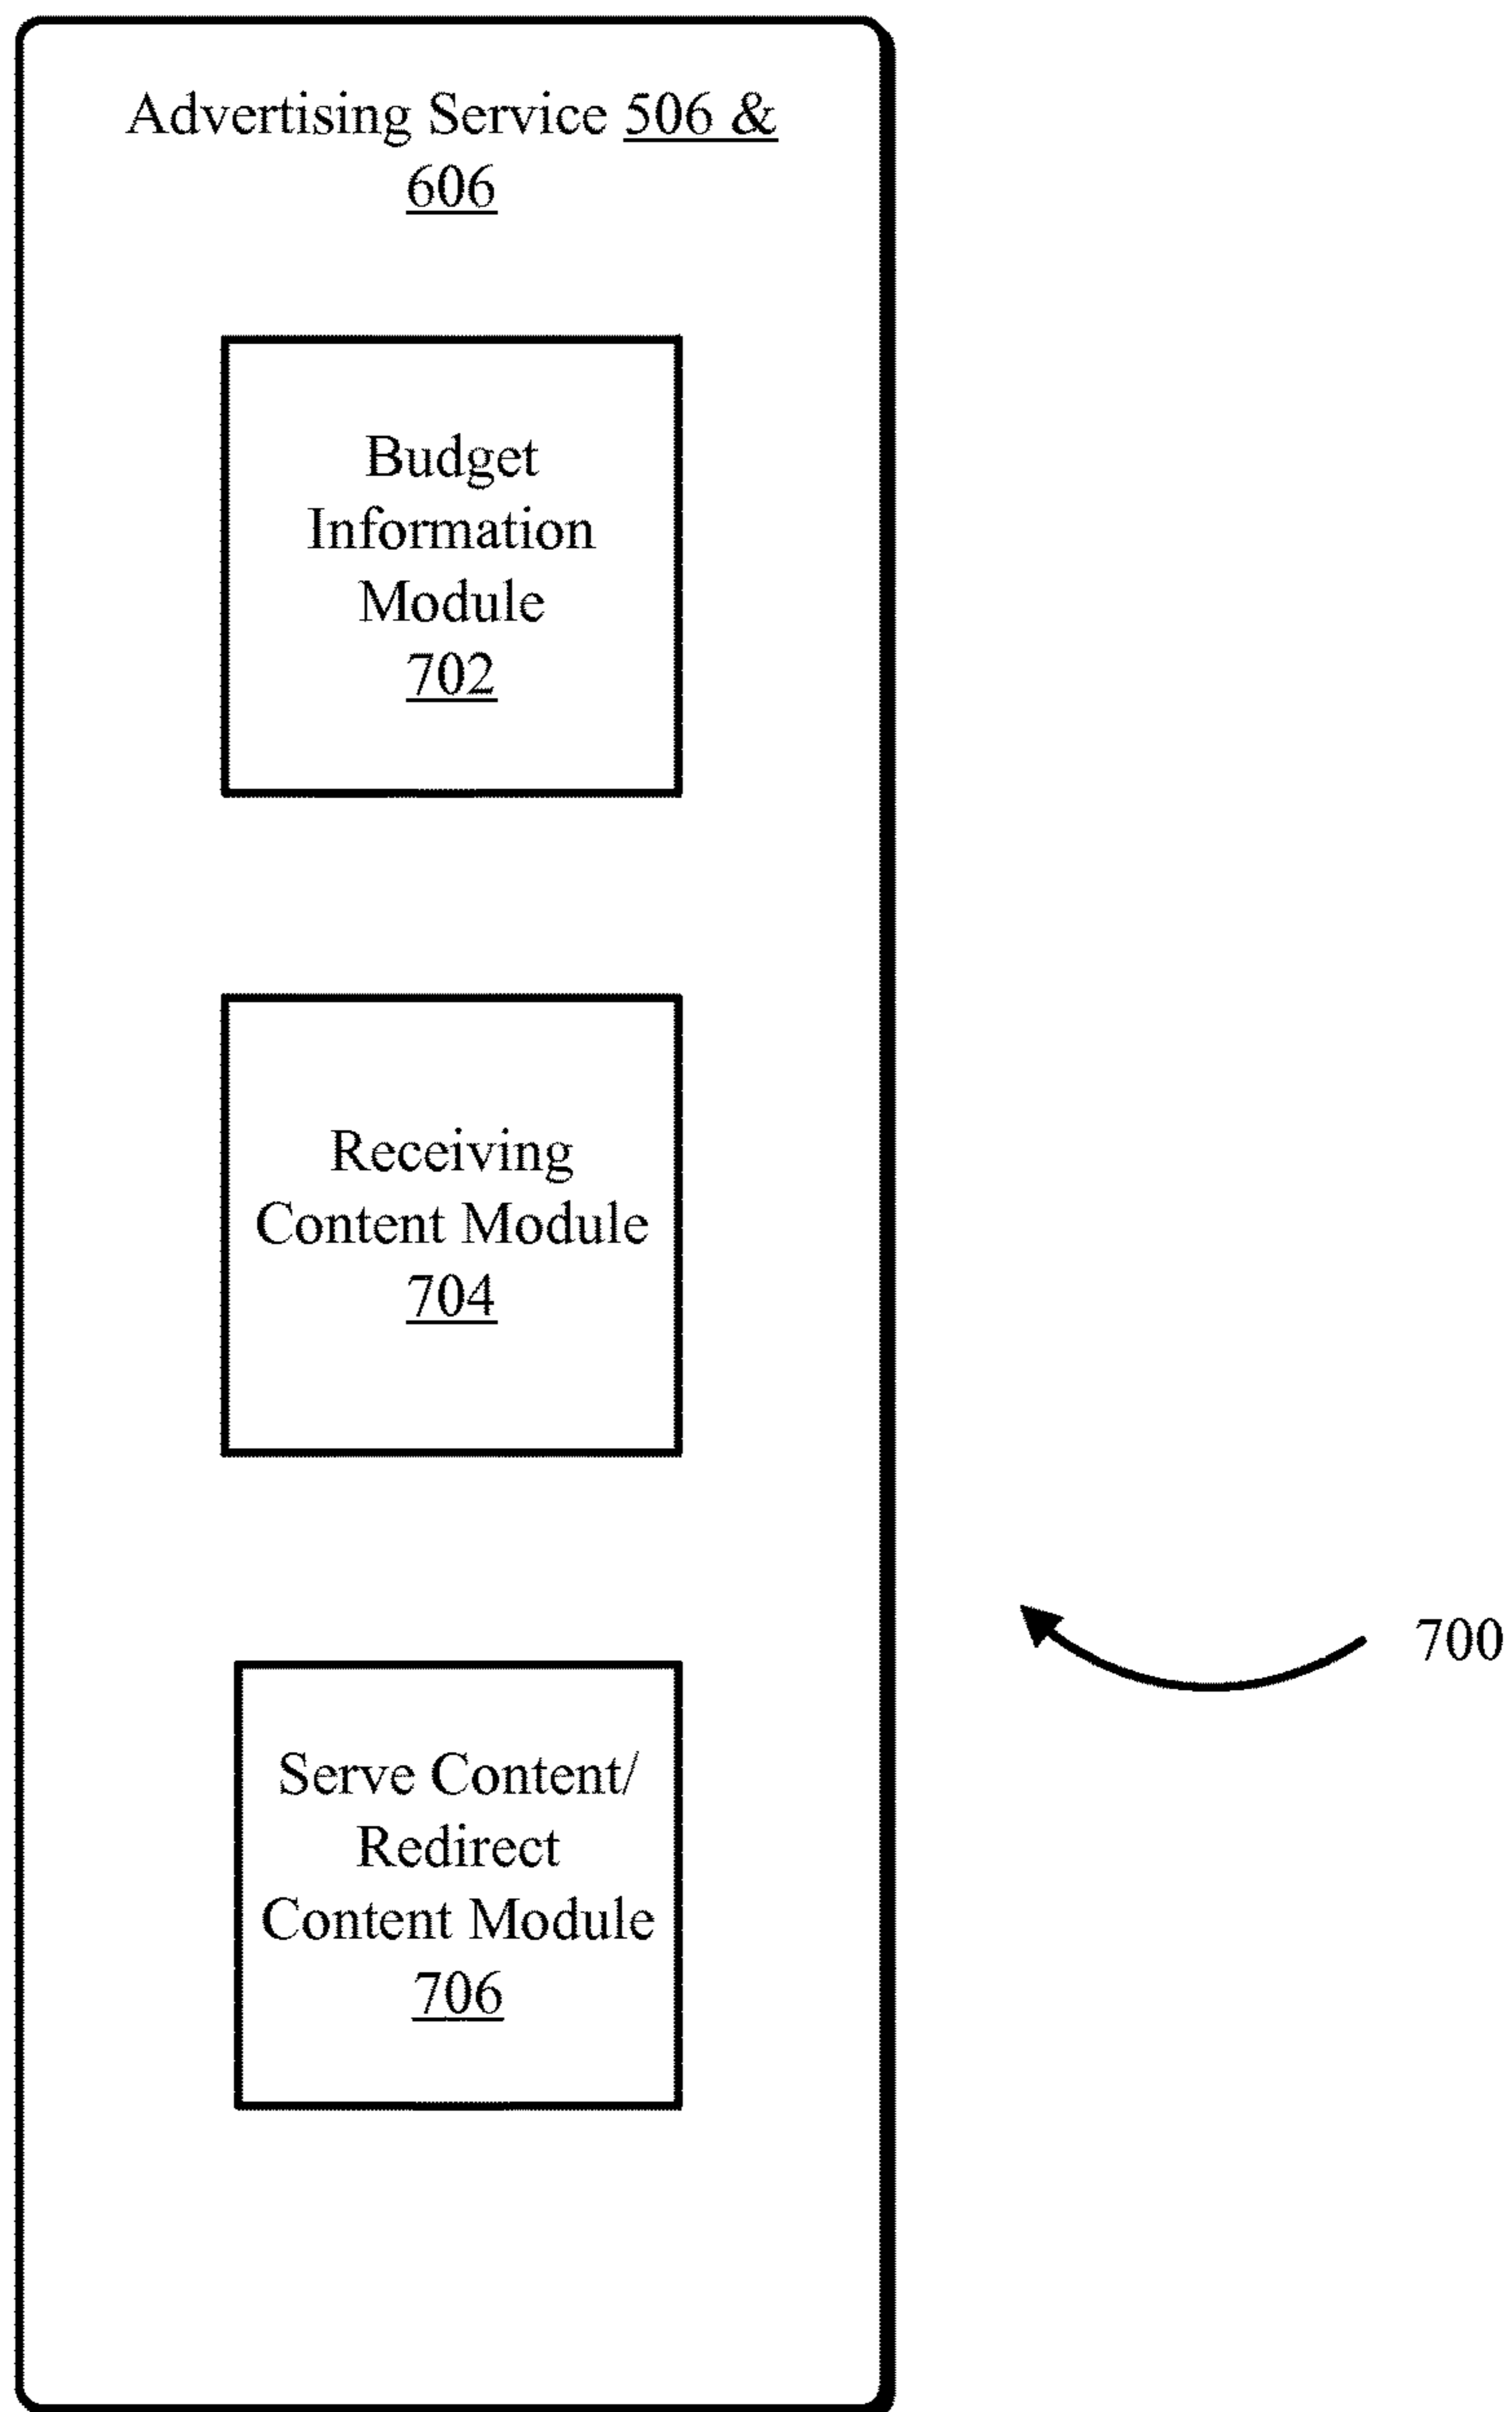 Advertising Service 506 &
606
Budget
Information
Module
702
Receiving
Content Module
704
700
Serve Content/
Redirect
Content Module
706